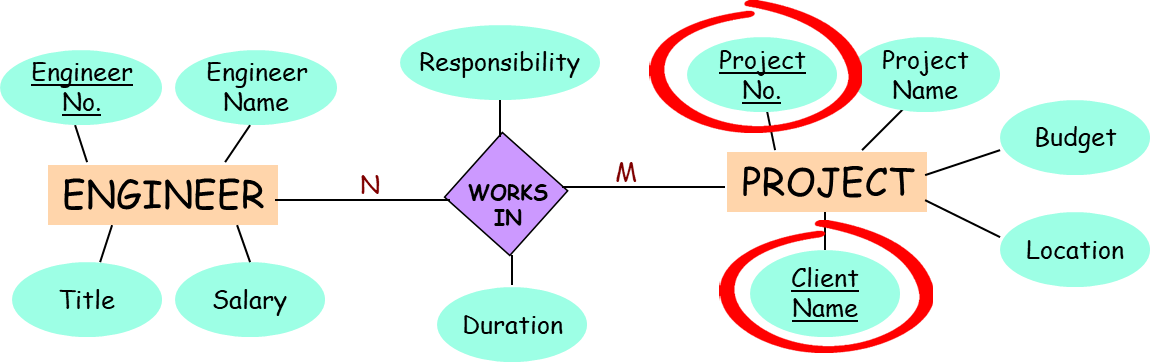 Engineer
No.
Engineer
Name
Responsibility
Project
No.
Project
Name
Budget
ENGINEER
N
WORKS
IN
M
PROJECT
Title
Salary
Duration
Client
Name
Location